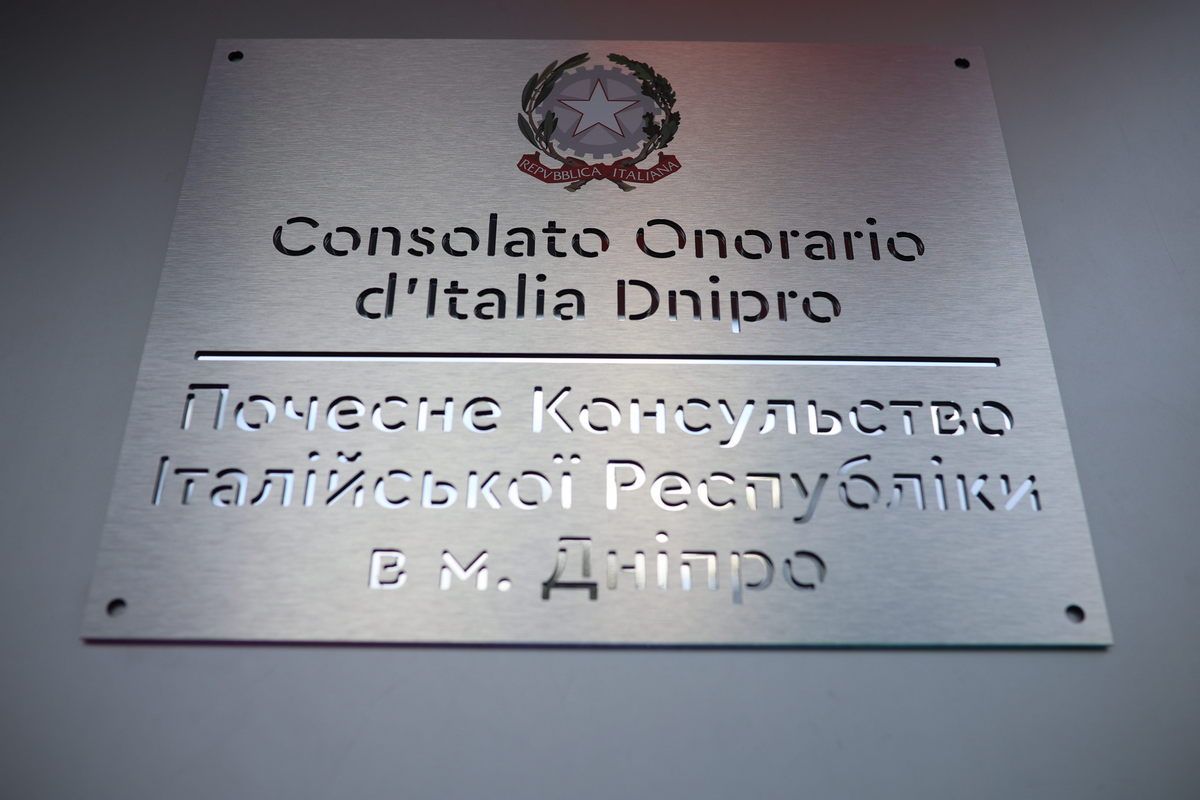 REPVBBLICA ITALIANA
Consolato Onorario
d'Italia Dnipro
Почесне Консульство
Італійської Республіки
в м. Дніпро